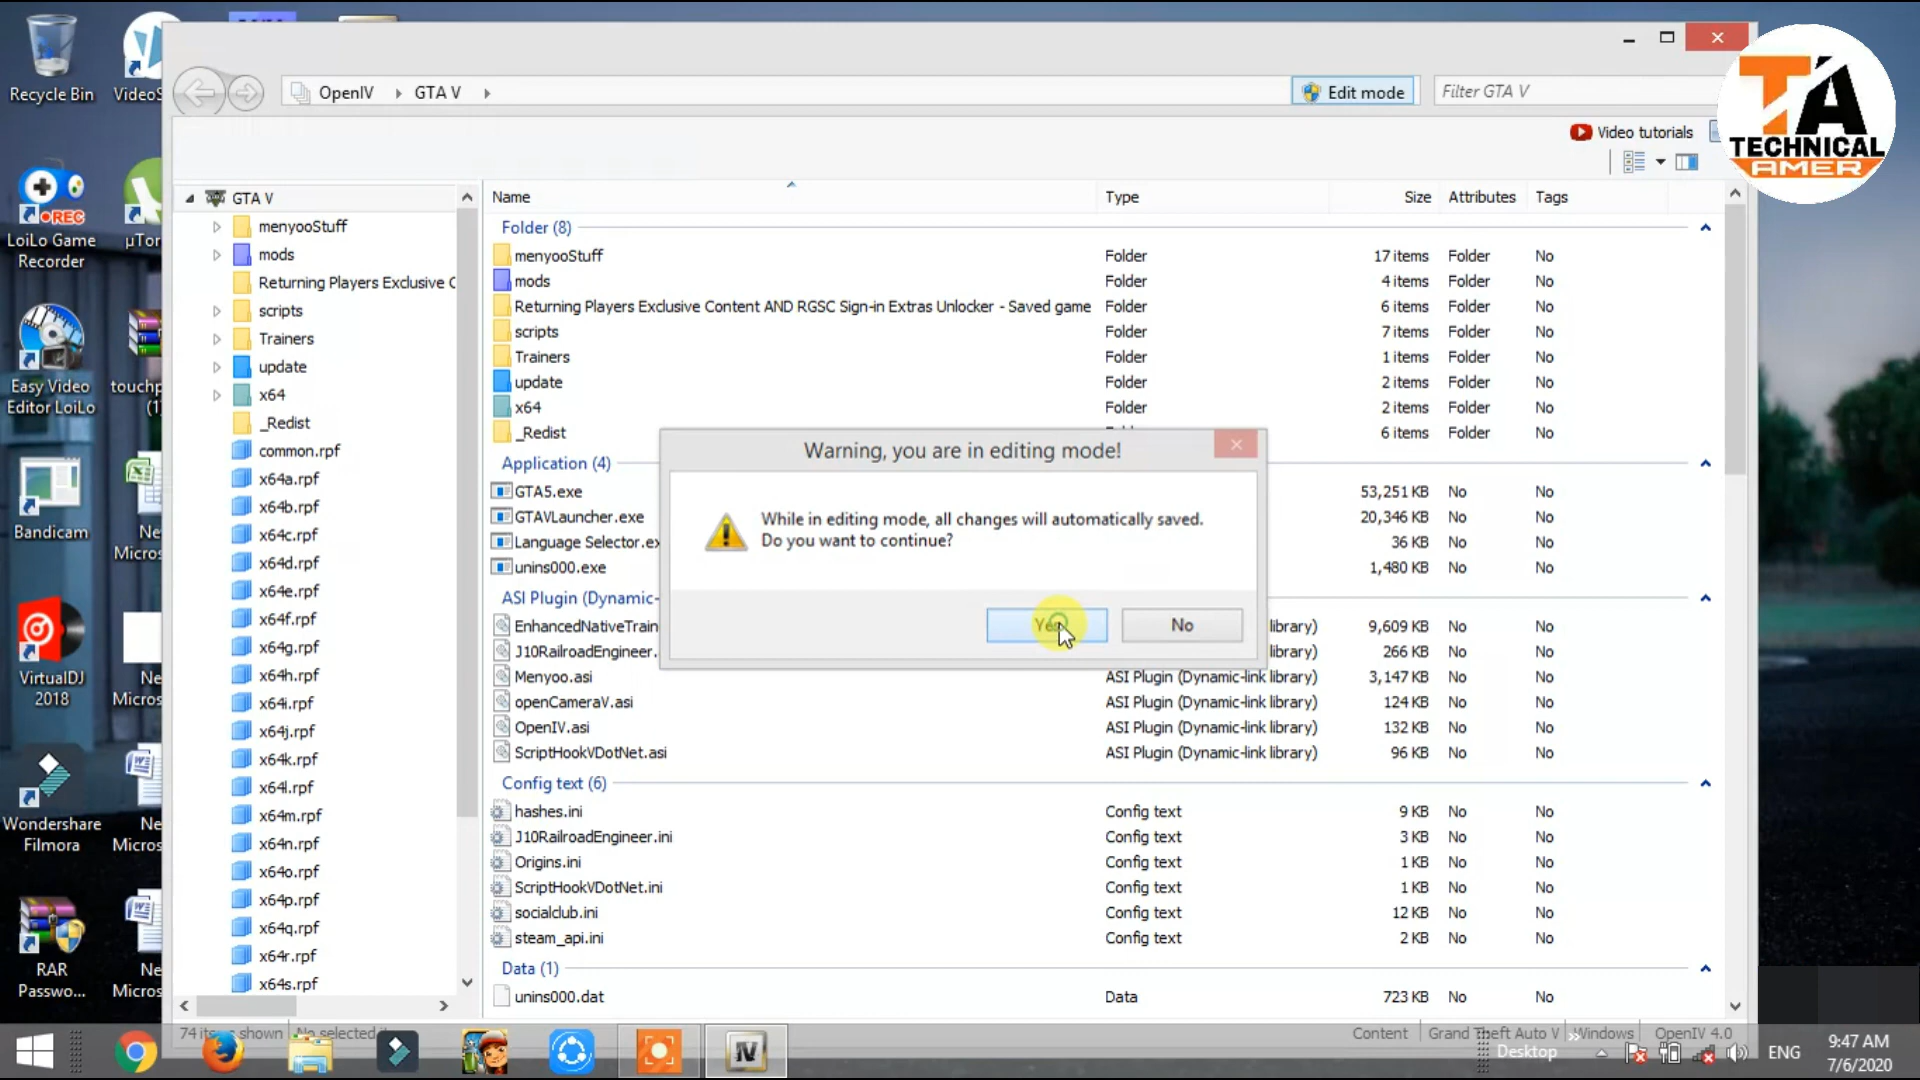 Recycle Bin
VideoS
LoiLo Game
Recorder
µTor
Easy Video
Editor LoiLo
touchp
(1)
Bandicam
Ne
Micros
VirtualDJ
2018
Ne
Micros
Wondershare
Filmora
Ne
Micros
RAR
Passwo...
Ne
Micros
REC
OpenIV
GTA V
Edit mode
Filter GTA V
Video tutorials
TA
TECHNICAL
AMER
GTA V
menyooStuff
mods
Returning Players Exclusive C
scripts
Trainers
update
x64
_Redist
common.rpf
x64a.rpf
x64b.rpf
x64c.rpf
x64d.rpf
x64e.rpf
x64f.rpf
x64g.rpf
x64h.rpf
x64i.rpf
x64j.rpf
x64k.rpf
x64l.rpf
x64m.rpf
x64n.rpf
x64o.rpf
x64p.rpf
x64q.rpf
x64r.rpf
x64s.rpf
Name Type Size Attributes Tags
Folder (8)
menyooStuff Folder 17 items Folder No
mods Folder 4 items Folder No
Returning Players Exclusive Content AND RGSC Sign-in Extras Unlocker - Saved game Folder 6 items Folder No
scripts Folder 7 items Folder No
Trainers Folder 1 items Folder No
update Folder 2 items Folder No
x64 Folder 2 items Folder No
_Redist 6 items Folder No
Application (4)
GTA5.exe 53,251 KB No No
GTAVLauncher.exe 20,346 KB No No
Language Selector.ex 36 KB No No
unins000.exe 1,480 KB No No
ASI Plugin (Dynamic-
EnhancedNativeTrain library) 9,609 KB No No
J10RailroadEngineer. library) 266 KB No No
Menyoo.asi ASI Plugin (Dynamic-link library) 3,147 KB No No
openCameraV.asi ASI Plugin (Dynamic-link library) 124 KB No No
OpenIV.asi ASI Plugin (Dynamic-link library) 132 KB No No
ScriptHookVDotNet.asi ASI Plugin (Dynamic-link library) 96 KB No No
Config text (6)
hashes.ini Config text 9 KB No No
J10RailroadEngineer.ini Config text 3 KB No No
Origins.ini Config text 1 KB No No
ScriptHookVDotNet.ini Config text 1 KB No No
socialclub.ini Config text 12 KB No No
steam_api.ini Config text 2 KB No No
Data (1)
unins000.dat Data 723 KB No No
Warning, you are in editing mode!
While in editing mode, all changes will automatically saved.
Do you want to continue?
Yes
No
Content Grand Theft Auto V Windows OpenIV 4.0
Desktop
ENG
9:47 AM
7/6/2020